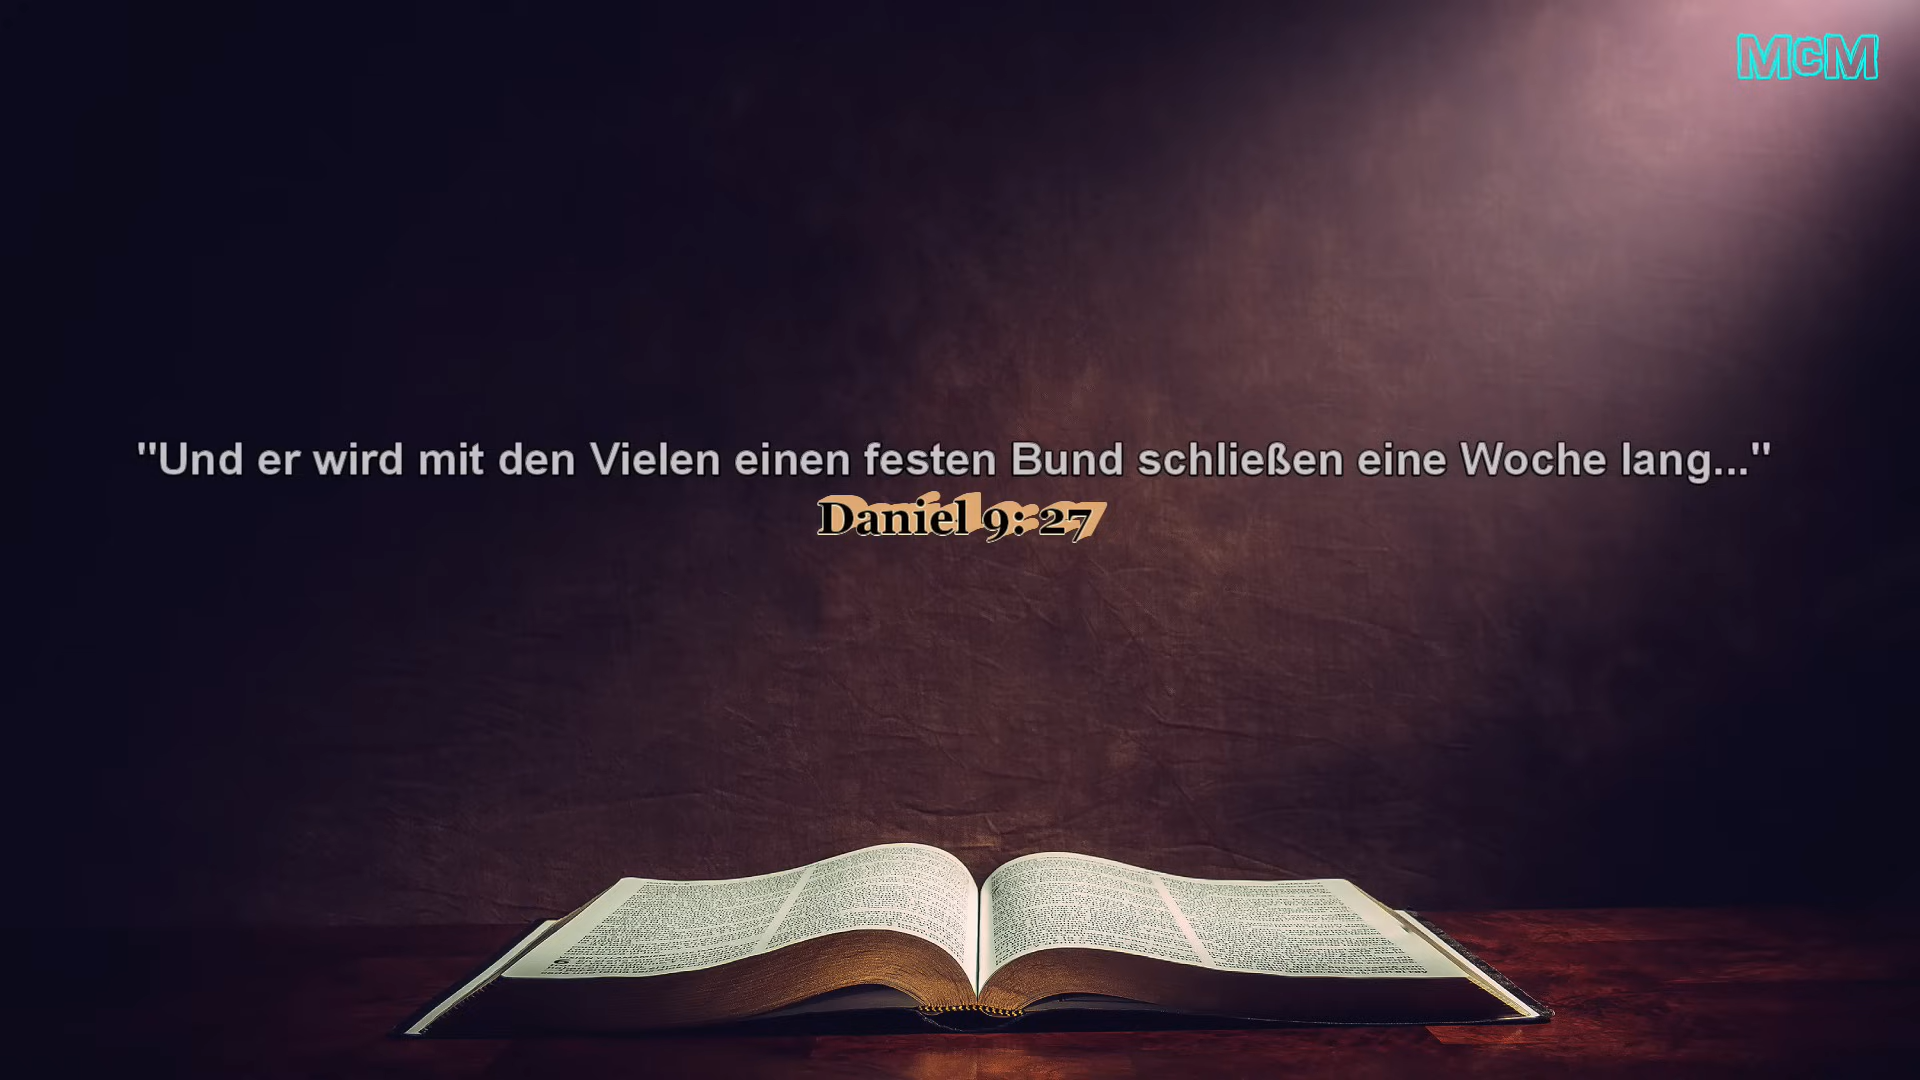 McM
"Und er wird mit den Vielen einen festen Bund schließen eine Woche lang..."
Daniel 9: 27